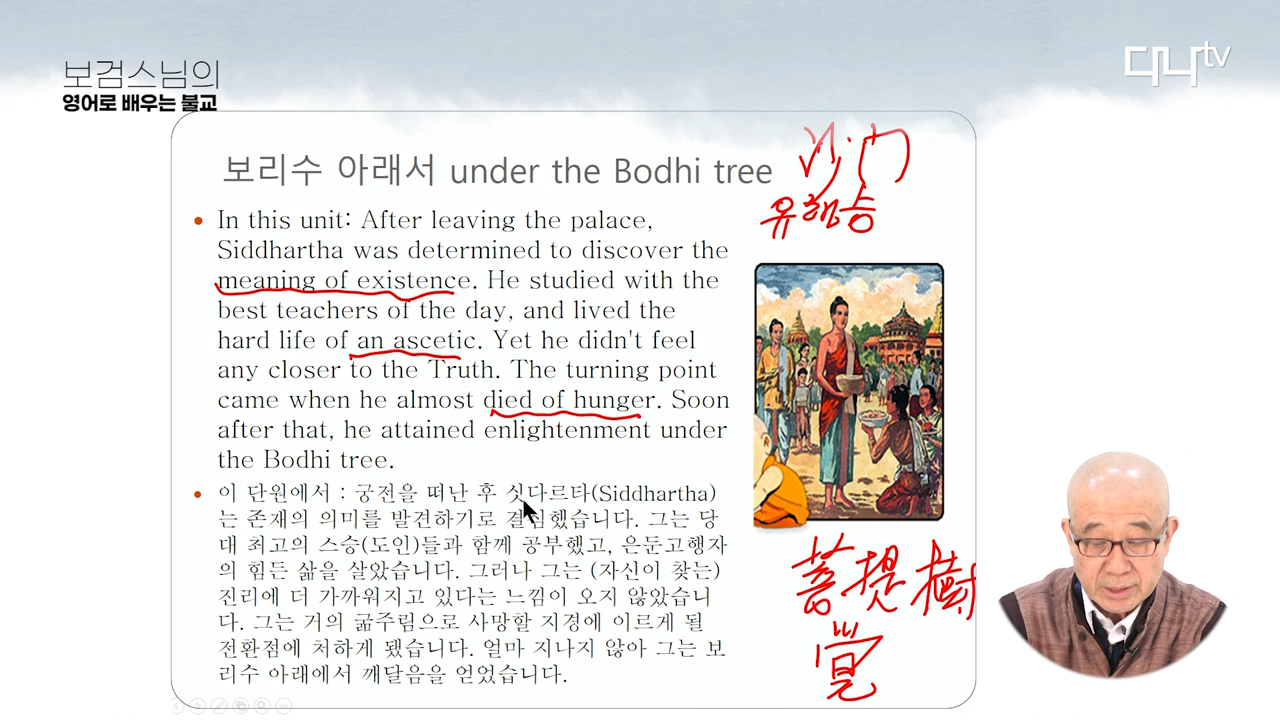 보검스님의
영어로 배우는 불교
다나tv
보리수 아래서 under the Bodhi tree
沙门
유행승
• In this unit: After leaving the palace,
Siddhartha was determined to discover the
meaning of existence. He studied with the
best teachers of the day, and lived the
hard life of an ascetic. Yet he didn't feel
any closer to the Truth. The turning point
came when he almost died of hunger. Soon
after that, he attained enlightenment under
the Bodhi tree.
• 이 단원에서 : 궁전을 떠난 후 싯다르타(Siddhartha)
는 존재의 의미를 발견하기로 결심했습니다. 그는 당
대 최고의 스승(도인)들과 함께 공부했고, 은둔고행자
의 힘든 삶을 살았습니다. 그러나 그는 (자신이 찾는)
진리에 더 가까워지고 있다는 느낌이 오지 않았습니
다. 그는 거의 굶주림으로 사망할 지경에 이르게 될
전환점에 처하게 됐습니다. 얼마 지나지 않아 그는 보
리수 아래에서 깨달음을 얻었습니다.
菩提樹
覚